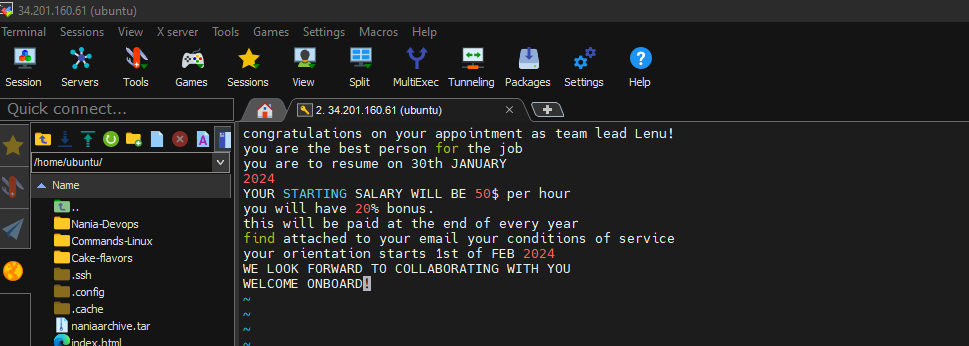 34.201.160.61 (ubuntu)
Terminal Sessions View X server Tools Games Settings Macros Help
Session Servers Tools Games Sessions View Split MultiExec Tunneling Packages Settings Help
Quick connect...
2. 34.201.160.61 (ubuntu)
/home/ubuntu/
Name
..
Nania-Devops
Commands-Linux
Cake-flavors
.ssh
.config
.cache
naniaarchive.tar
index.html
congratulations on your appointment as team lead Lenu!
you are the best person for the job
you are to resume on 30th JANUARY
2024
YOUR STARTING SALARY WILL BE 50$ per hour
you will have 20% bonus.
this will be paid at the end of every year
find attached to your email your conditions of service
your orientation starts 1st of FEB 2024
WE LOOK FORWARD TO COLLABORATING WITH YOU
WELCOME ONBOARD!
~
~
~
~